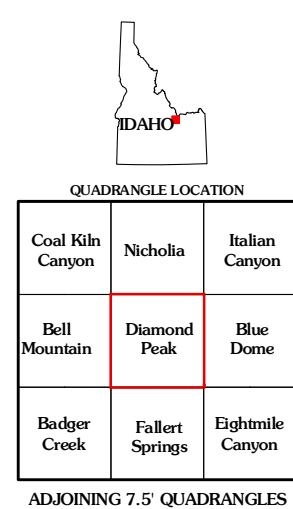 IDAHO
QUADRANGLE LOCATION
Coal Kiln
Canyon
Nicholia
Italian
Canyon
Bell
Mountain
Diamond
Peak
Blue
Dome
Badger
Creek
Fallert
Springs
Eightmile
Canyon
ADJOINING 7.5' QUADRANGLES